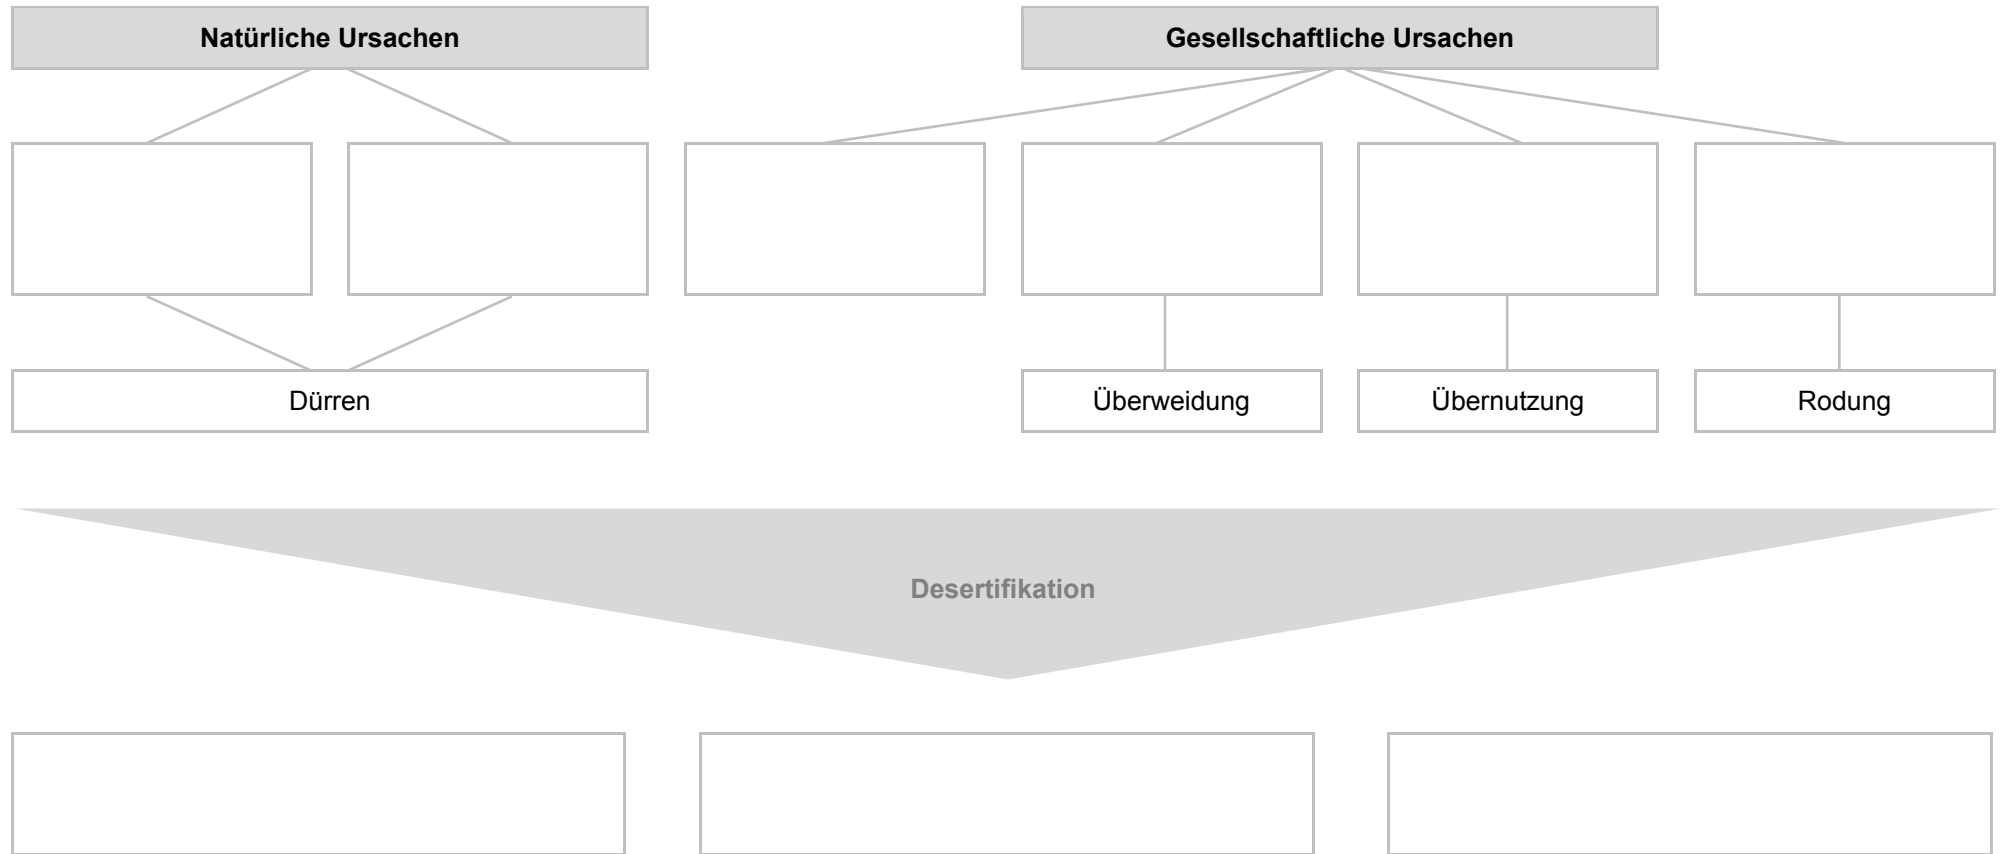 Natürliche Ursachen
Gesellschaftliche Ursachen
Dürren
Überweidung
Übernutzung
Rodung
Desertifikation